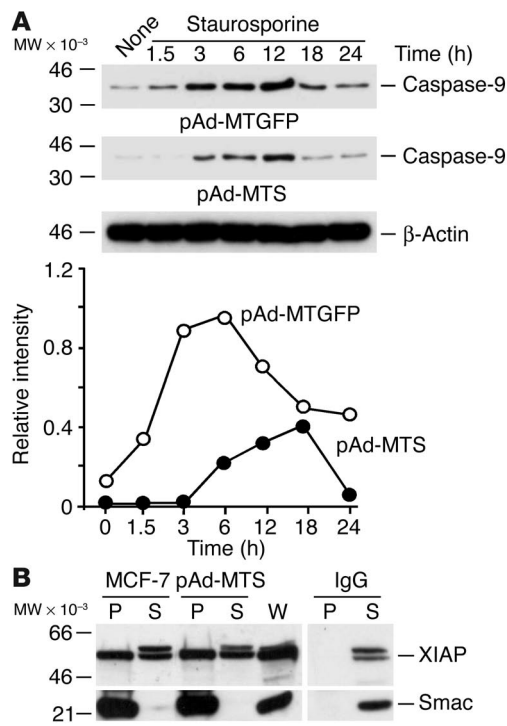 A
Staurosporine
MW × 10⁻³ None 1.5 3 6 12 18 24 Time (h)
46 —
— Caspase-9
30 —
pAd-MTGFP
46 —
— Caspase-9
30 —
pAd-MTS
46 — — β-Actin
1.2
pAd-MTGFP
0.8
Relative intensity
0.4
pAd-MTS
0
0 1.5 3 6 12 18 24
Time (h)
B
MCF-7 pAd-MTS IgG
MW × 10⁻³ P S P S W P S
66 —
— XIAP
46 —
— Smac
21 —